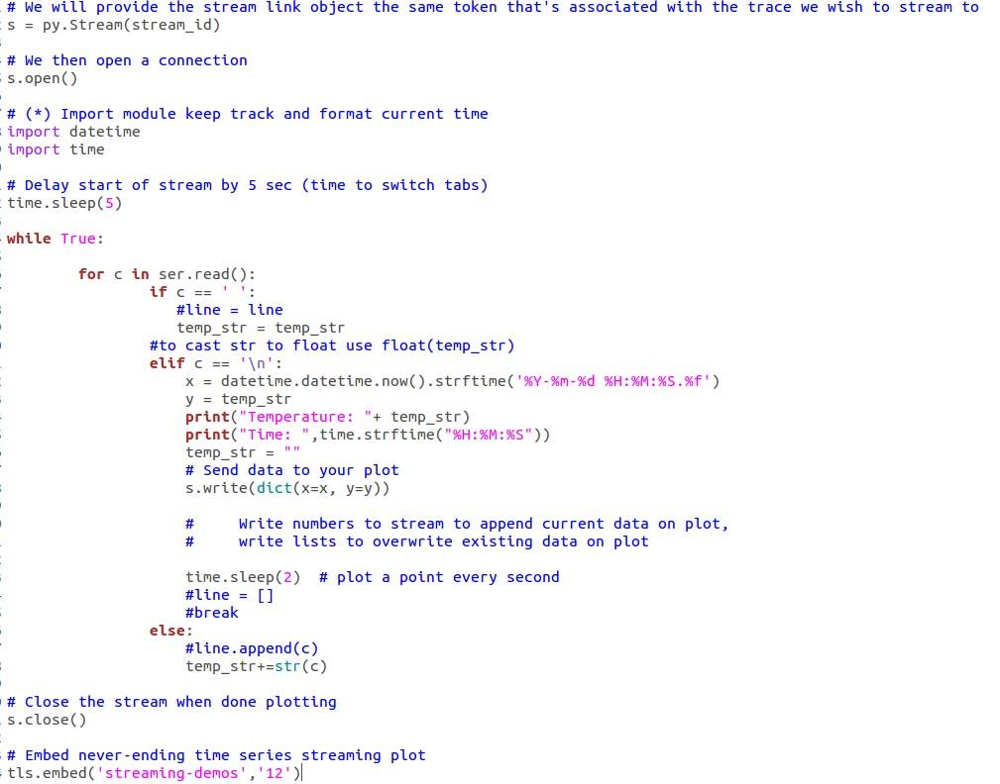 # We will provide the stream link object the same token that's associated with the trace we wish to stream to
s = py.Stream(stream_id)
# We then open a connection
s.open()
# (*) Import module keep track and format current time
import datetime
import time
# Delay start of stream by 5 sec (time to switch tabs)
time.sleep(5)
while True:
for c in ser.read():
if c == ' ':
#line = line
temp_str = temp_str
#to cast str to float use float(temp_str)
elif c == '\n':
x = datetime.datetime.now().strftime('%Y-%m-%d %H:%M:%S.%f')
y = temp_str
print("Temperature: "+ temp_str)
print("Time: ",time.strftime("%H:%M:%S"))
temp_str = ""
# Send data to your plot
s.write(dict(x=x, y=y))
# Write numbers to stream to append current data on plot,
# write lists to overwrite existing data on plot
time.sleep(2) # plot a point every second
#line = []
#break
else:
#line.append(c)
temp_str+=str(c)
# Close the stream when done plotting
s.close()
# Embed never-ending time series streaming plot
tls.embed('streaming-demos','12')